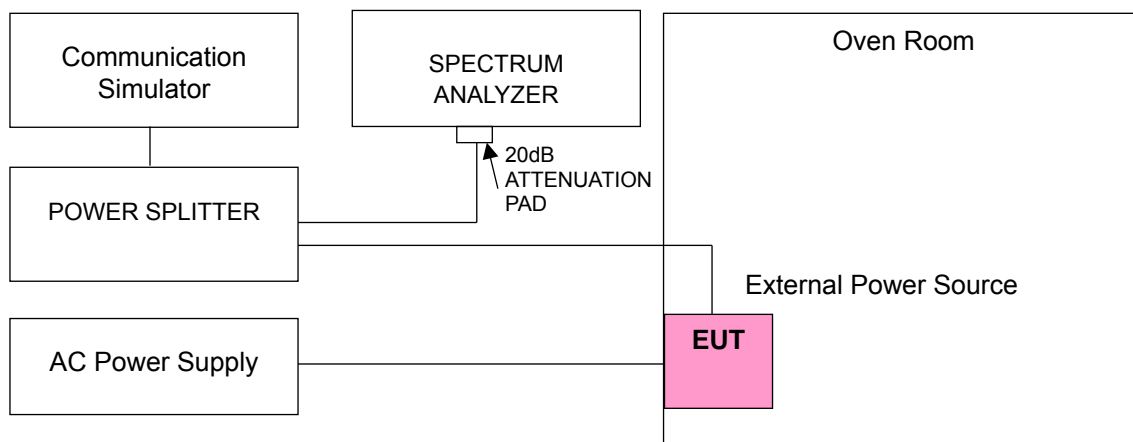 Communication
Simulator
SPECTRUM
ANALYZER
Oven Room
20dB
ATTENUATION
PAD
POWER SPLITTER
External Power Source
EUT
AC Power Supply